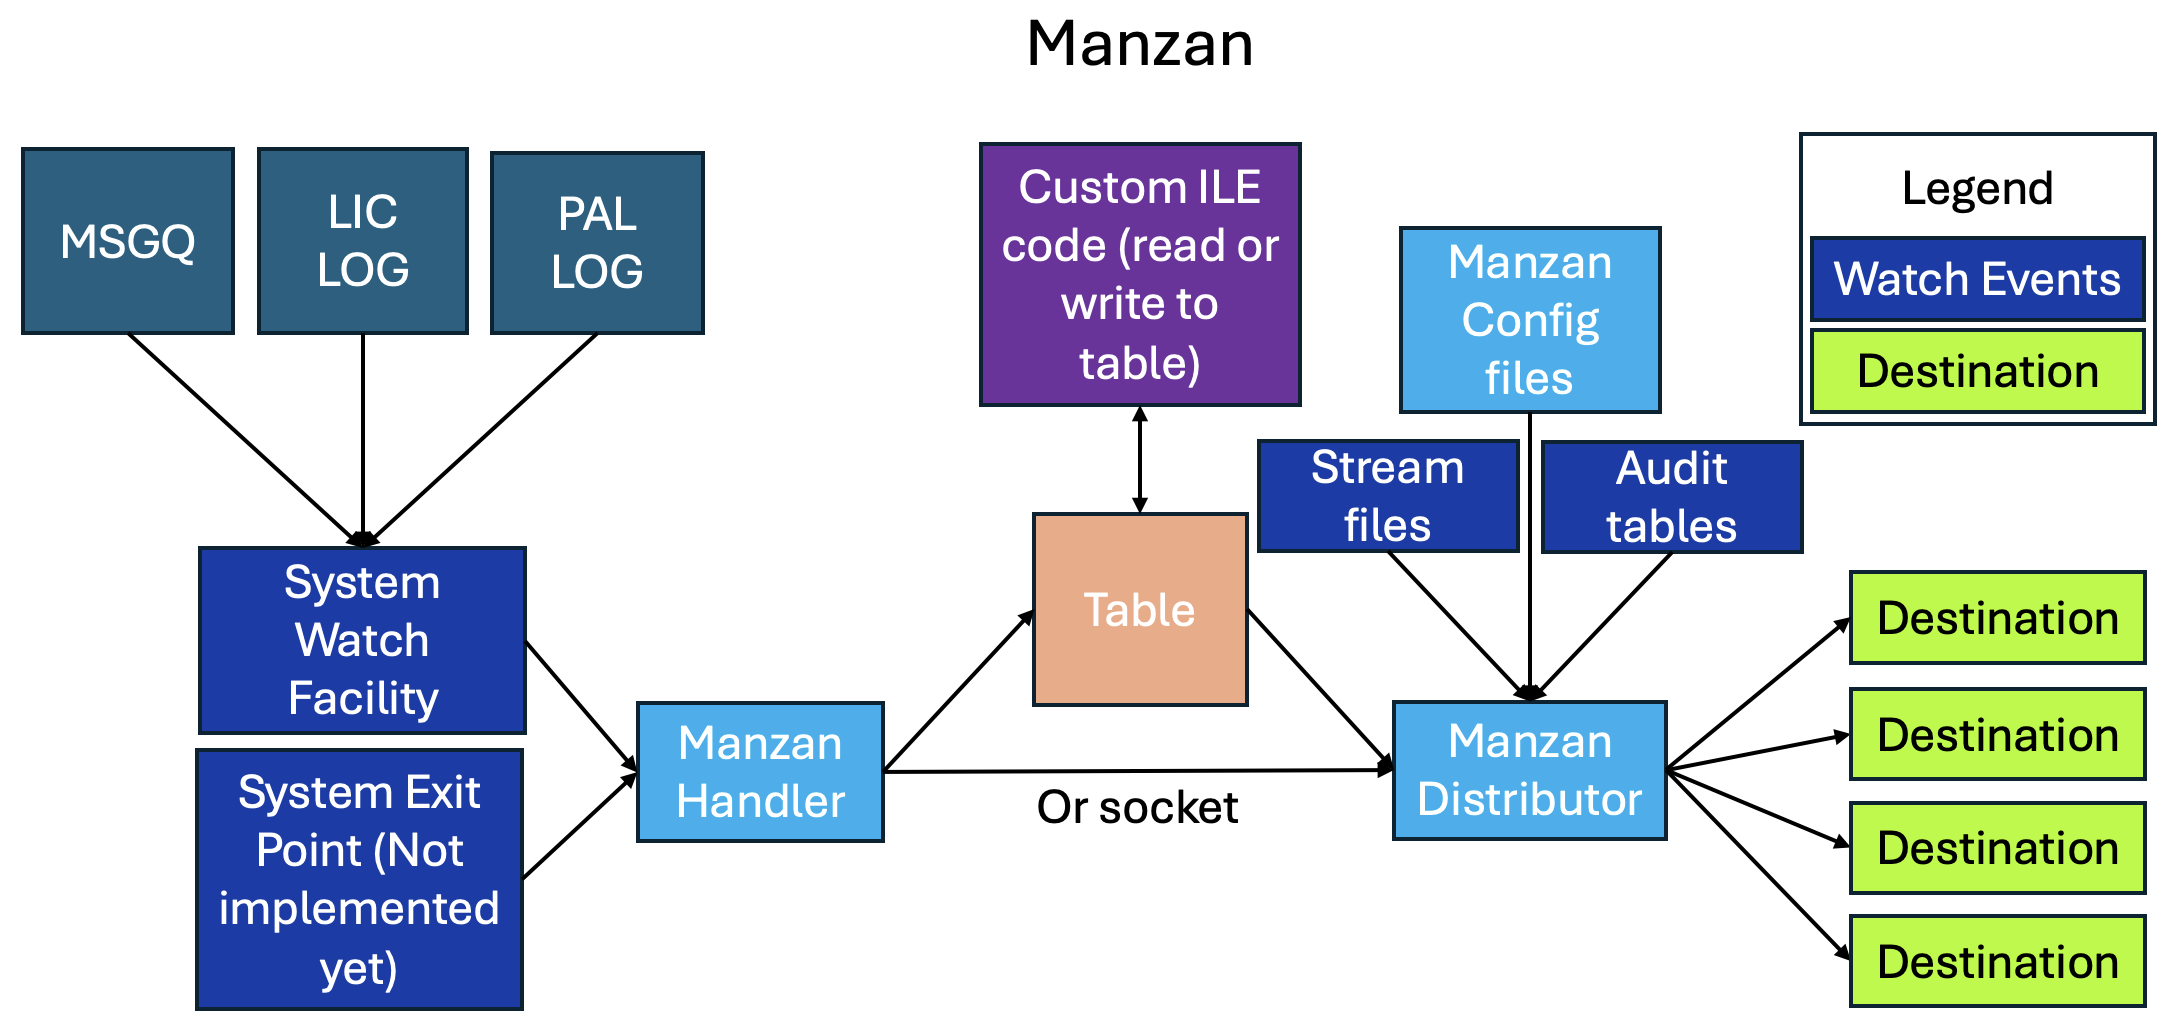 Manzan
MSGQ
LIC
LOG
PAL
LOG
Custom ILE
code (read or
write to
table)
Manzan
Config
files
Legend
Watch Events
Destination
Stream
files
Audit
tables
System
Watch
Facility
Table
System Exit
Point (Not
implemented
yet)
Manzan
Handler
Or socket
Manzan
Distributor
Destination
Destination
Destination
Destination